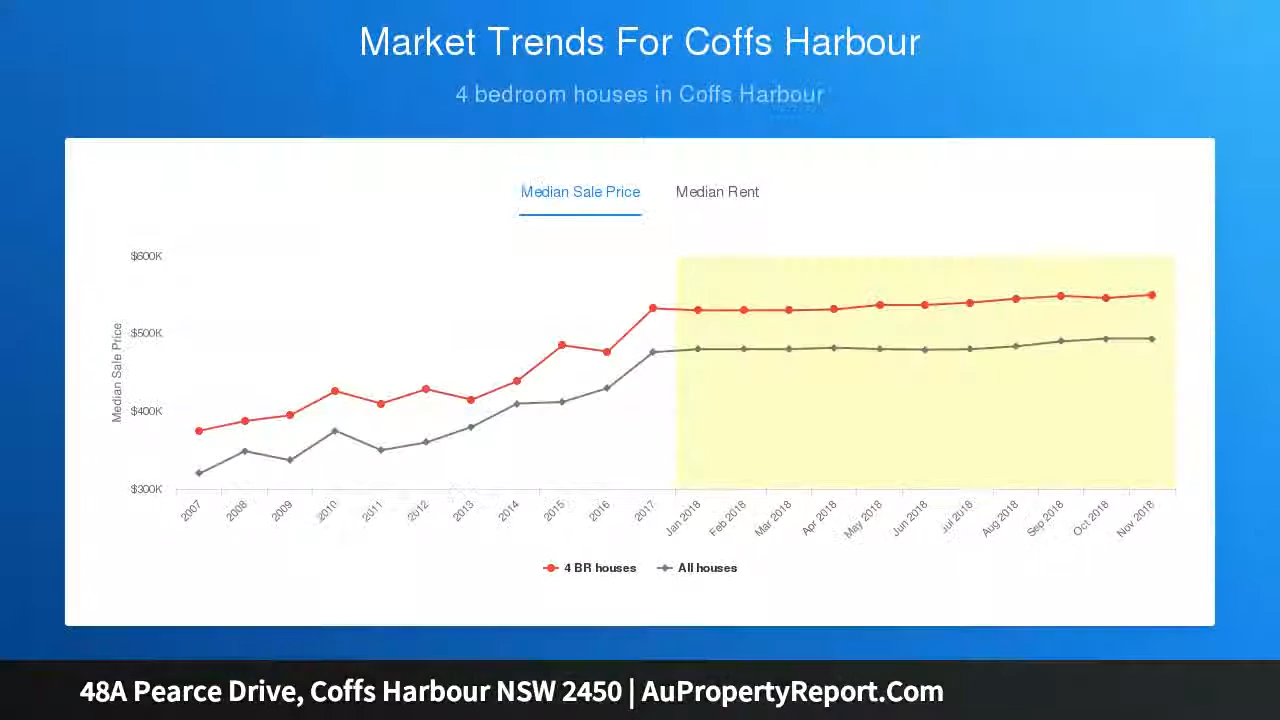 Market Trends For Coffs Harbour
4 bedroom houses in Coffs Harbour
Median Sale Price Median Rent
$600K
$500K
$400K
$300K
Median Sale Price
2007 2008 2009 2010 2011 2012 2013 2014 2015 2016 2017 Jan 2018 Feb 2018 Mar 2018 Apr 2018 May 2018 Jun 2018 Jul 2018 Aug 2018 Sep 2018 Oct 2018 Nov 2018
4 BR houses All houses
48A Pearce Drive, Coffs Harbour NSW 2450 | AuPropertyReport.Com